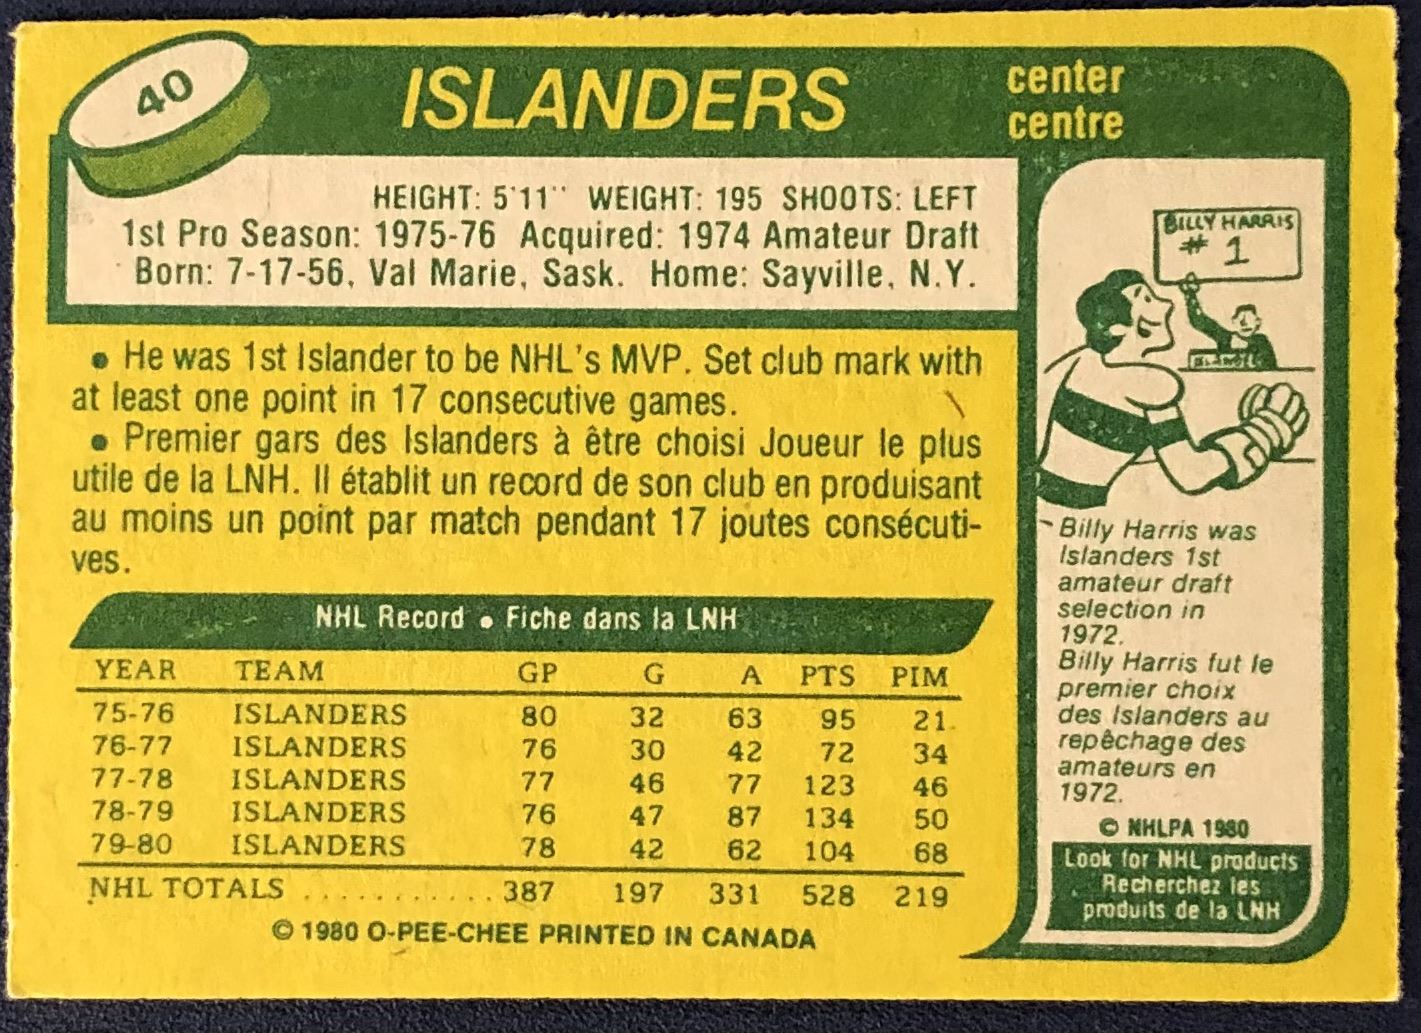 40
ISLANDERS
center
centre
HEIGHT: 5'11" WEIGHT: 195 SHOOTS: LEFT
1st Pro Season: 1975-76 Acquired: 1974 Amateur Draft
Born: 7-17-56, Val Marie, Sask. Home: Sayville, N.Y.
• He was 1st Islander to be NHL's MVP. Set club mark with
at least one point in 17 consecutive games.
• Premier gars des Islanders à être choisi Joueur le plus
utile de la LNH. Il établit un record de son club en produisant
au moins un point par match pendant 17 joutes consécuti-
ves.
NHL Record • Fiche dans la LNH
YEAR TEAM GP G A PTS PIM
75-76 ISLANDERS 80 32 63 95 21
76-77 ISLANDERS 76 30 42 72 34
77-78 ISLANDERS 77 46 77 123 46
78-79 ISLANDERS 76 47 87 134 50
79-80 ISLANDERS 78 42 62 104 68
NHL TOTALS ............ 387 197 331 528 219
© 1980 O-PEE-CHEE PRINTED IN CANADA
BILLY HARRIS
# 1
ISLANDERS
Billy Harris was
Islanders 1st
amateur draft
selection in
1972.
Billy Harris fut le
premier choix
des Islanders au
repêchage des
amateurs en
1972.
© NHLPA 1980
Look for NHL products
Recherchez les
produits de la LNH